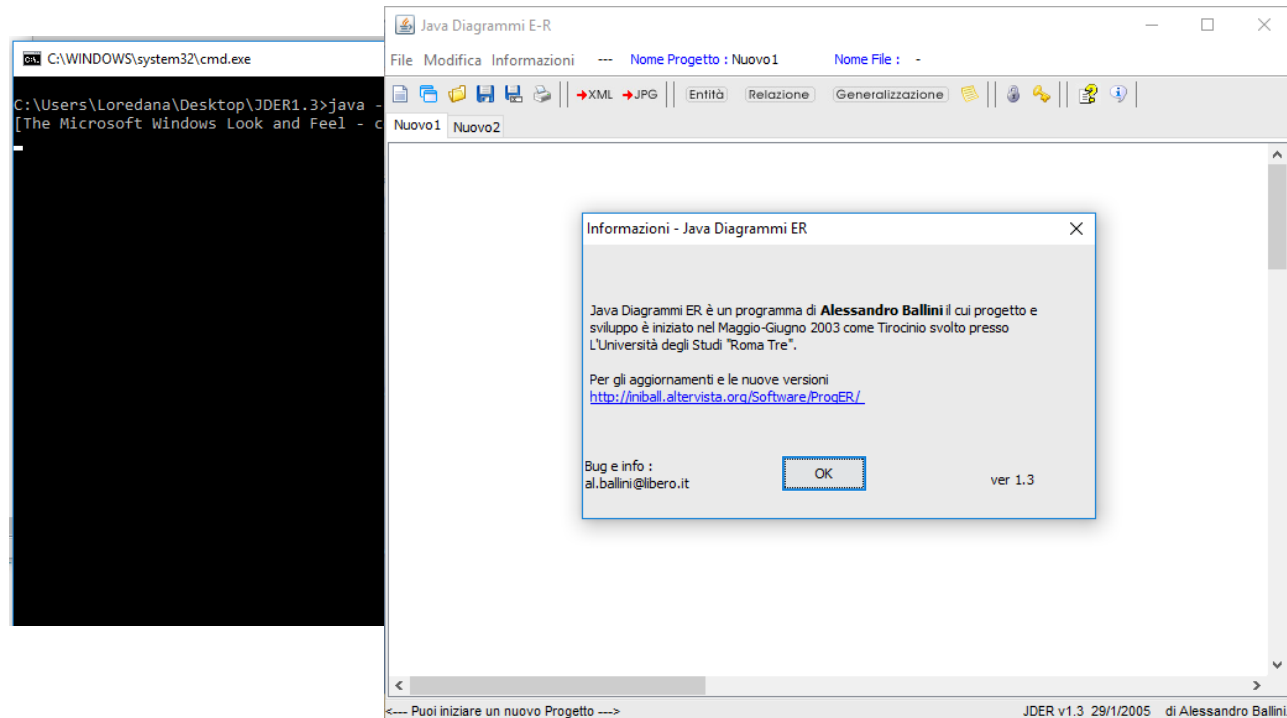 C:\WINDOWS\system32\cmd.exe
C:\Users\Loredana\Desktop\JDER1.3>java -
[The Microsoft Windows Look and Feel - c
Java Diagrammi E-R
File Modifica Informazioni --- Nome Progetto : Nuovo1 Nome File : -
XML JPG Entità Relazione Generalizzazione
Nuovo1 Nuovo2
Informazioni - Java Diagrammi ER
Java Diagrammi ER è un programma di Alessandro Ballini il cui progetto e
sviluppo è iniziato nel Maggio-Giugno 2003 come Tirocinio svolto presso
L'Università degli Studi "Roma Tre".
Per gli aggiornamenti e le nuove versioni
http://iniball.altervista.org/Software/ProgER/
Bug e info :
al.ballini@libero.it
OK
ver 1.3
<--- Puoi iniziare un nuovo Progetto ---> JDER v1.3 29/1/2005 di Alessandro Ballini